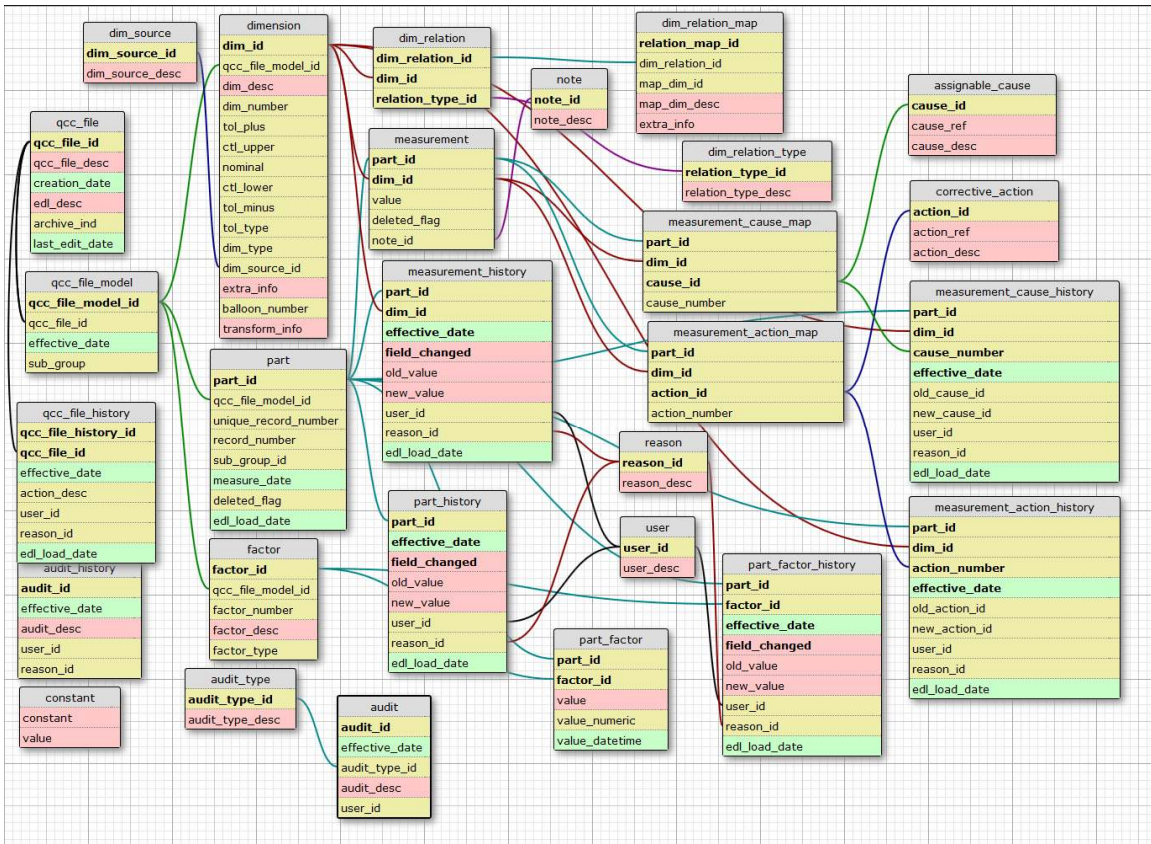 dim_source
dim_source_id
dim_source_desc
qcc_file
qcc_file_id
qcc_file_desc
creation_date
edl_desc
archive_ind
last_edit_date
qcc_file_model
qcc_file_model_id
qcc_file_id
effective_date
sub_group
qcc_file_history
qcc_file_history_id
qcc_file_id
effective_date
action_desc
user_id
reason_id
edl_load_date
audit_history
audit_id
effective_date
audit_desc
user_id
reason_id
constant
constant
value
dimension
dim_id
qcc_file_model_id
dim_desc
dim_number
tol_plus
ctl_upper
nominal
ctl_lower
tol_minus
tol_type
dim_type
dim_source_id
extra_info
balloon_number
transform_info
part
part_id
qcc_file_model_id
unique_record_number
record_number
sub_group_id
measure_date
deleted_flag
edl_load_date
factor
factor_id
qcc_file_model_id
factor_number
factor_desc
factor_type
audit_type
audit_type_id
audit_type_desc
audit
audit_id
effective_date
audit_type_id
audit_desc
user_id
dim_relation
dim_relation_id
dim_id
relation_type_id
measurement
part_id
dim_id
value
deleted_flag
note_id
measurement_history
part_id
dim_id
effective_date
field_changed
old_value
new_value
user_id
reason_id
edl_load_date
part_history
part_id
effective_date
field_changed
old_value
new_value
user_id
reason_id
edl_load_date
note
note_id
note_desc
dim_relation_map
relation_map_id
dim_relation_id
map_dim_id
map_dim_desc
extra_info
dim_relation_type
relation_type_id
relation_type_desc
measurement_cause_map
part_id
dim_id
cause_id
cause_number
measurement_action_map
part_id
dim_id
action_id
action_number
reason
reason_id
reason_desc
user
user_id
user_desc
part_factor
part_id
factor_id
value
value_numeric
value_datetime
part_factor_history
part_id
factor_id
effective_date
field_changed
old_value
new_value
user_id
reason_id
edl_load_date
assignable_cause
cause_id
cause_ref
cause_desc
corrective_action
action_id
action_ref
action_desc
measurement_cause_history
part_id
dim_id
cause_number
effective_date
old_cause_id
new_cause_id
user_id
reason_id
edl_load_date
measurement_action_history
part_id
dim_id
action_number
effective_date
old_action_id
new_action_id
user_id
reason_id
edl_load_date